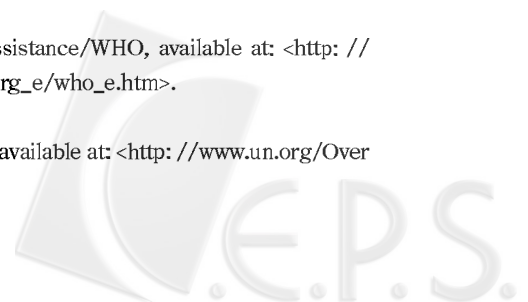 ssistance/WHO, available at: <http: //
rg_e/who_e.htm>.
available at: <http: //www.un.org/Over
C.E.P.S.